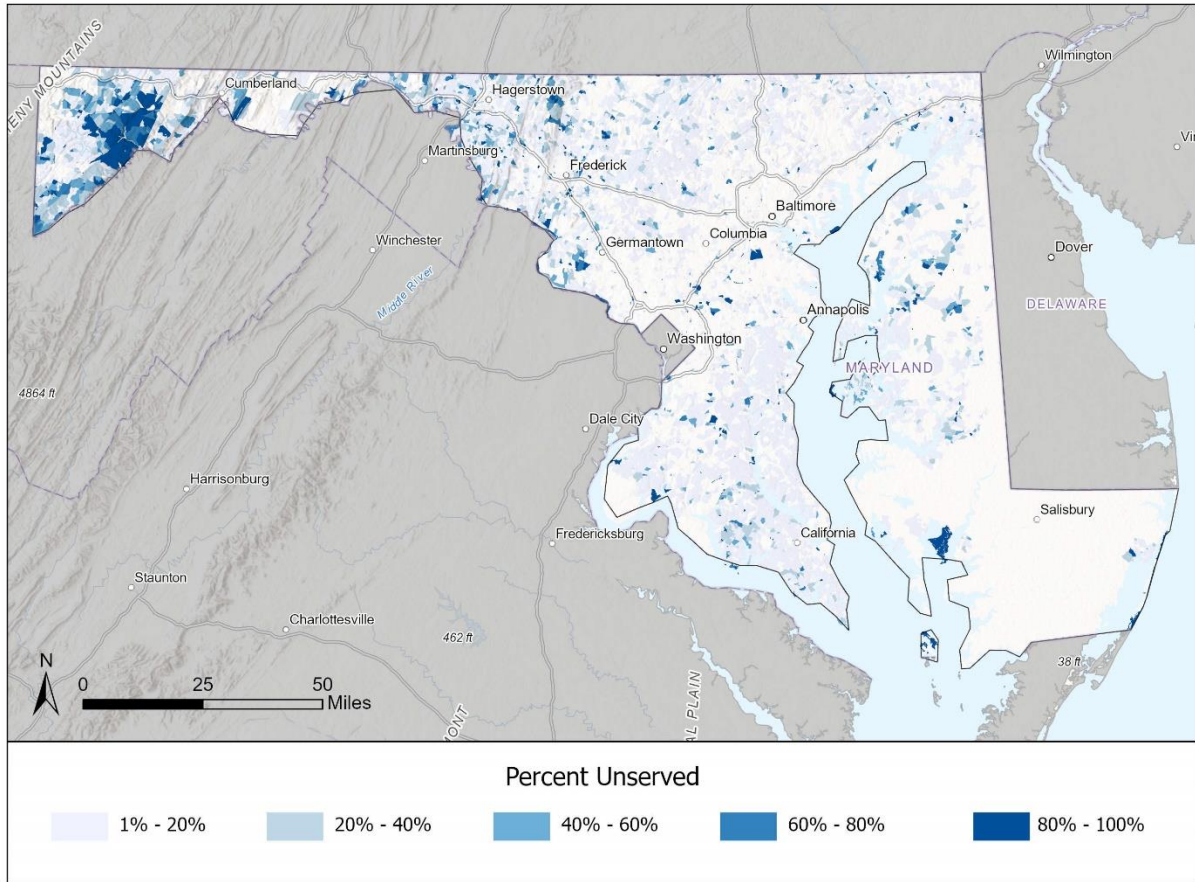 ENY MOUNTAINS
Wilmington
Cumberland
Hagerstown
Martinsburg
Vin
Frederick
Baltimore
Winchester
Germantown
Columbia
Dover
Middle River
DELAWARE
Annapolis
Washington
MARYLAND
4864 ft
Dale City
Harrisonburg
Salisbury
Fredericksburg
California
Staunton
Charlottesville
462 ft
38 ft
N
0 25 50
Miles
MONT
AL PLAIN
Percent Unserved
1% - 20%
20% - 40%
40% - 60%
60% - 80%
80% - 100%